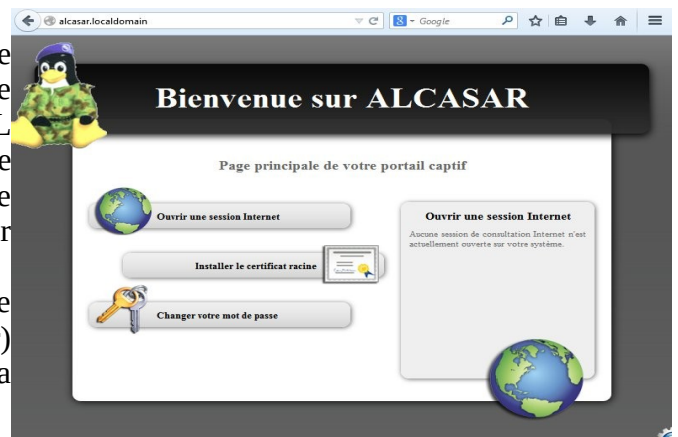 alcasar.localdomain
Google
Bienvenue sur ALCASAR
Page principale de votre portail captif
Ouvrir une session Internet
Installer le certificat racine
Changer votre mot de passe
Ouvrir une session Internet
Aucune session de consultation Internet n'est
actuellement ouverte sur votre système.